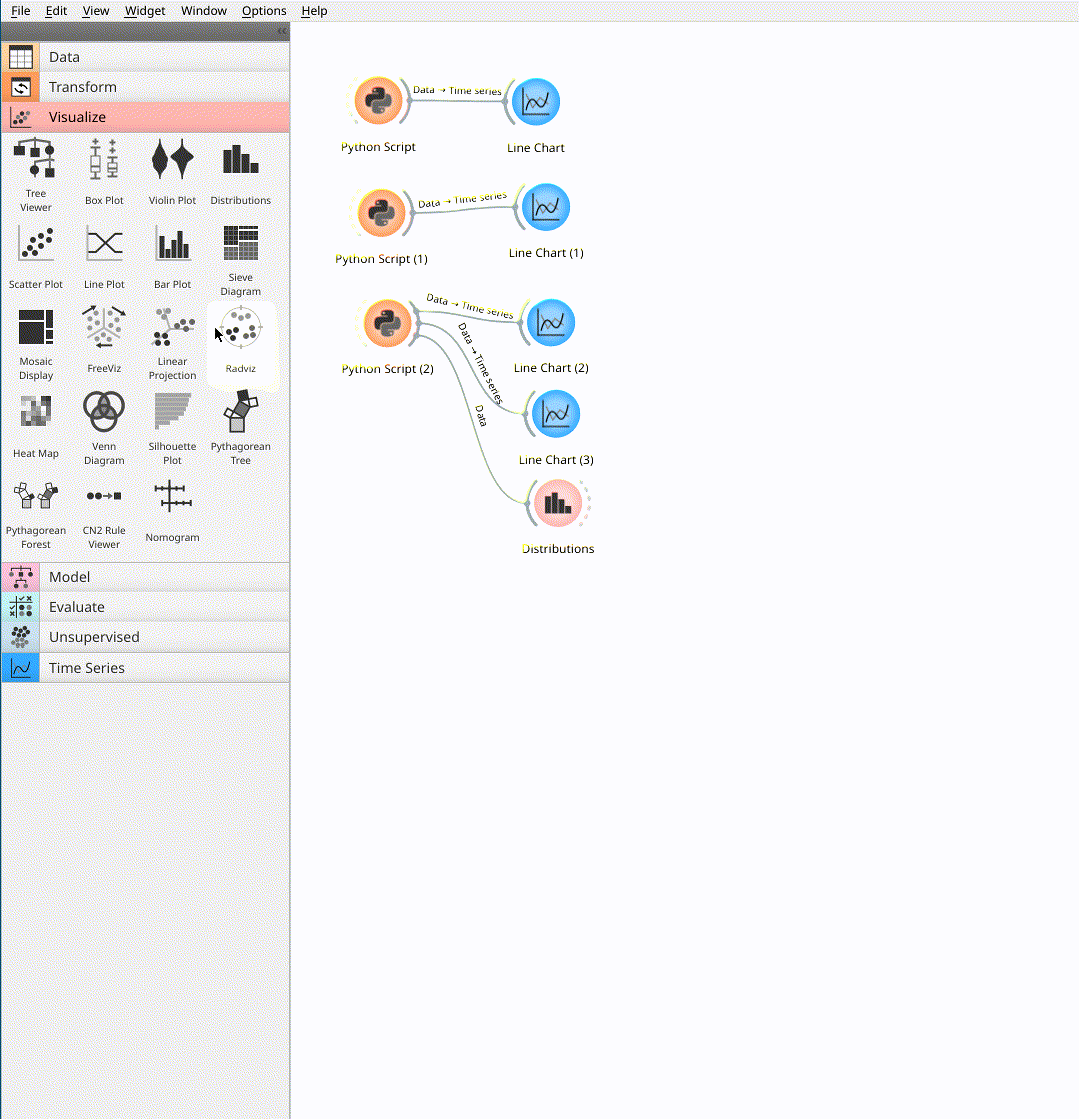 File Edit View Widget Window Options Help
Data
Transform
Visualize
Tree
Viewer
Box Plot
Violin Plot
Distributions
Scatter Plot
Line Plot
Bar Plot
Sieve
Diagram
Mosaic
Display
FreeViz
Linear
Projection
Radviz
Heat Map
Venn
Diagram
Silhouette
Plot
Pythagorean
Tree
Pythagorean
Forest
CN2 Rule
Viewer
Nomogram
Model
Evaluate
Unsupervised
Time Series
Data → Time series
Python Script
Line Chart
Data → Time series
Python Script (1)
Line Chart (1)
Data → Time series
Python Script (2)
Line Chart (2)
Data → Time series
Line Chart (3)
Data
Distributions